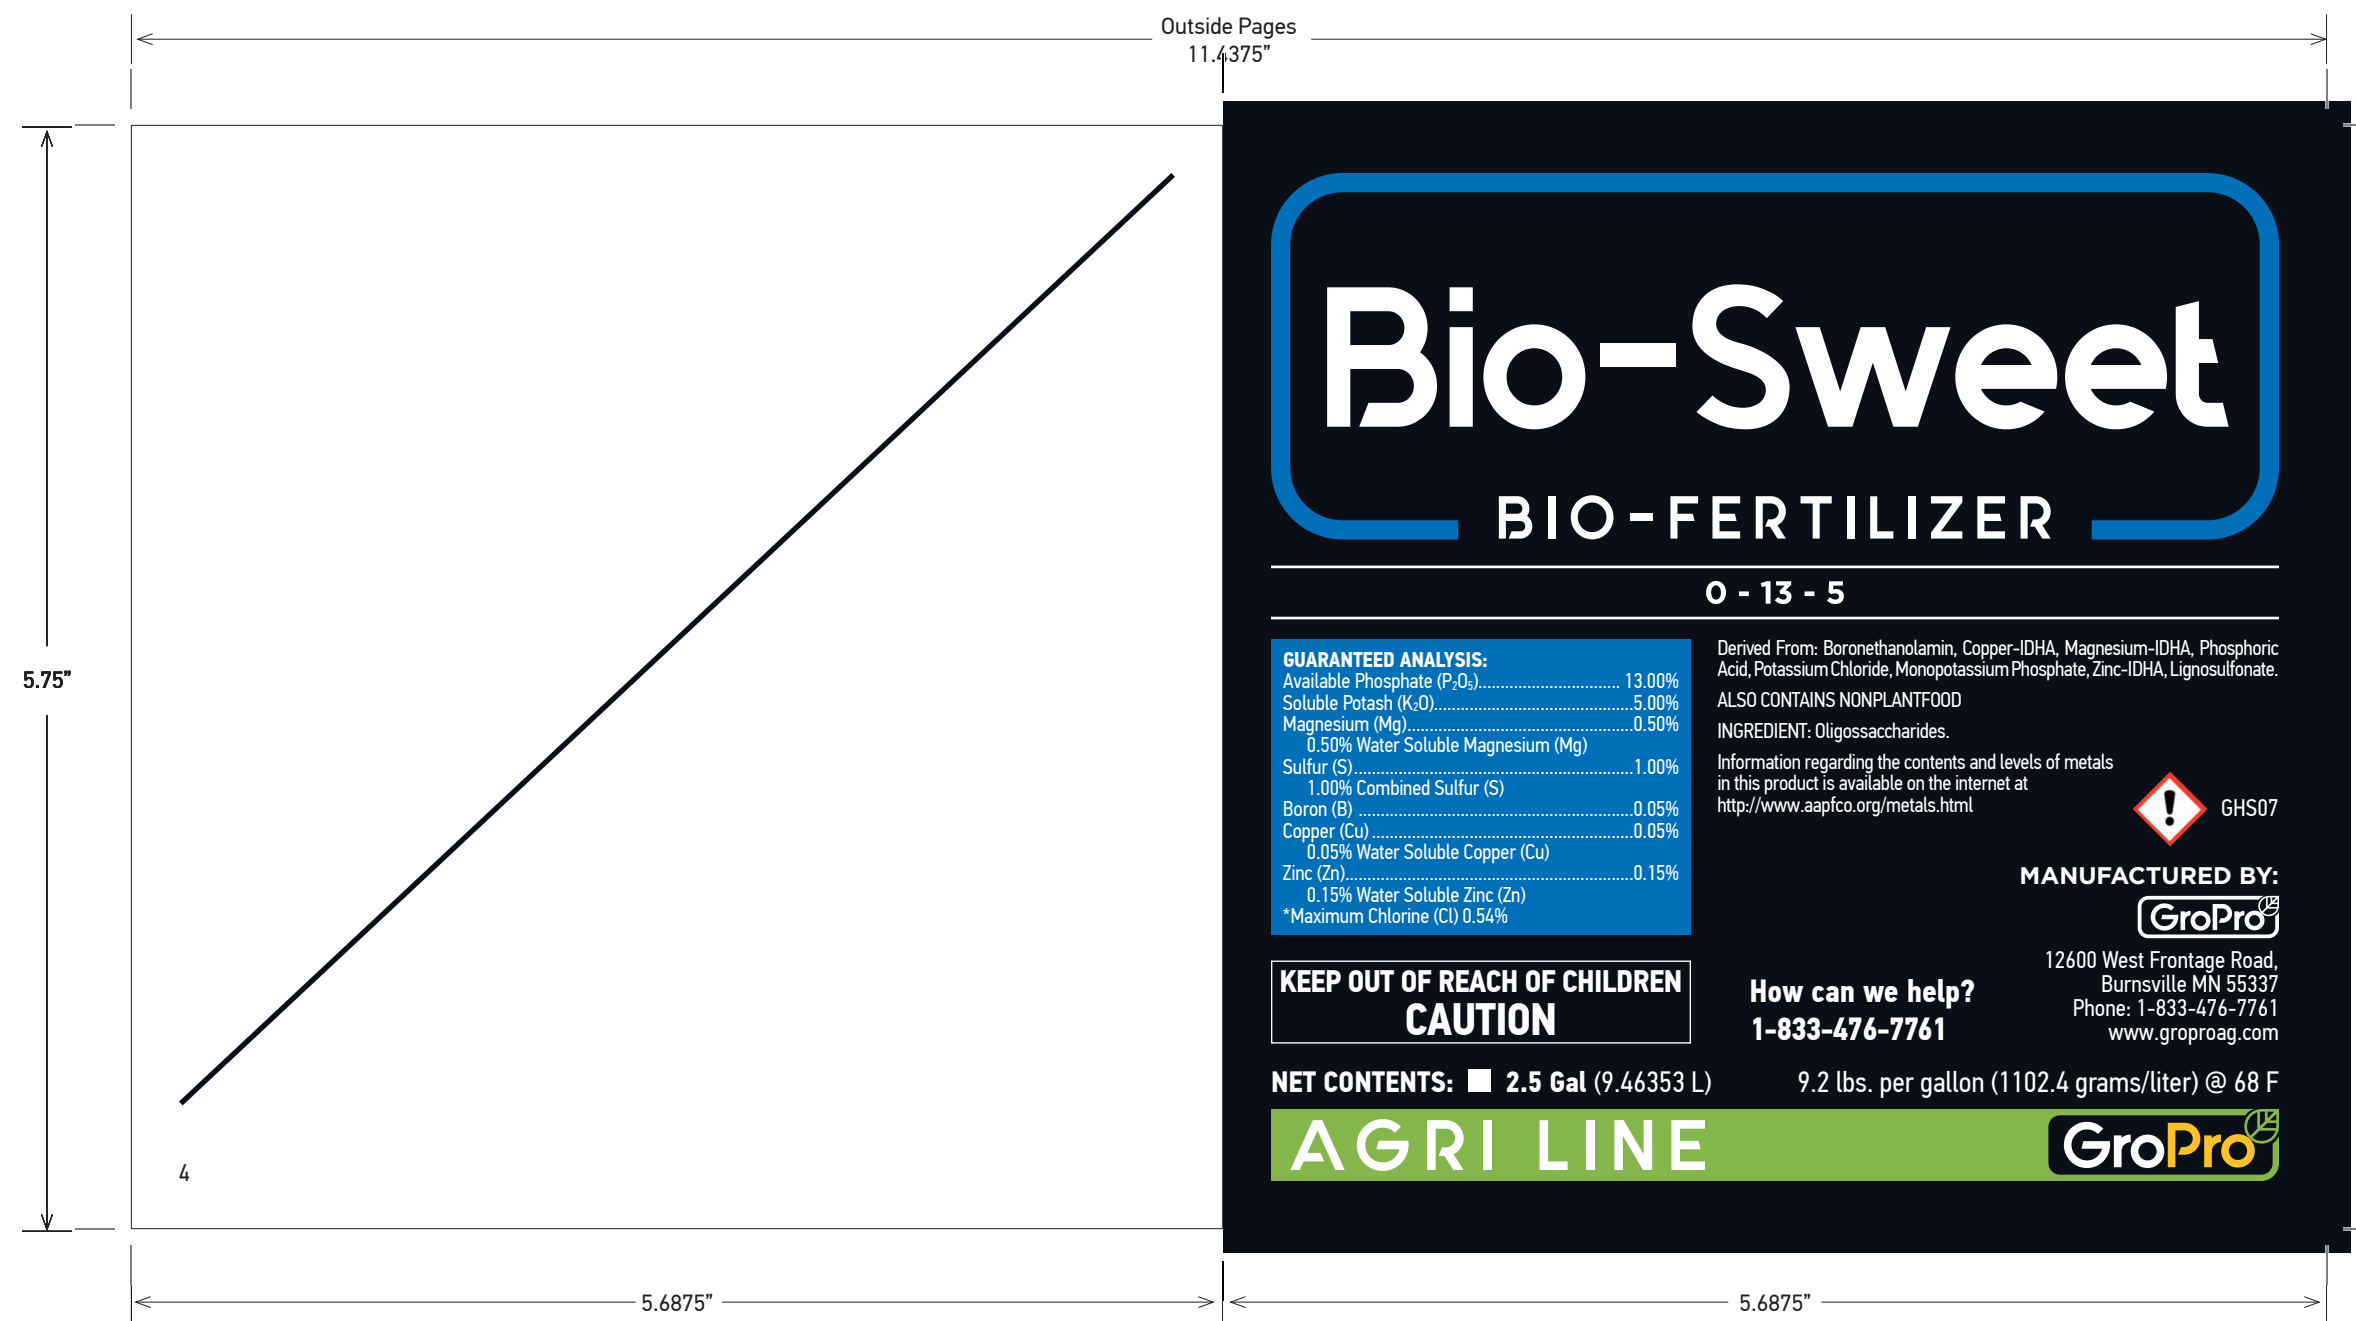 Outside Pages
11.4375”
5.75”
4
5.6875”
5.6875”
Bio-Sweet
BIO-FERTILIZER
0 - 13 - 5
GUARANTEED ANALYSIS:
Available Phosphate (P₂O₅)................................ 13.00%
Soluble Potash (K₂O).............................................5.00%
Magnesium (Mg)...................................................0.50%
0.50% Water Soluble Magnesium (Mg)
Sulfur (S)...............................................................1.00%
1.00% Combined Sulfur (S)
Boron (B) ..............................................................0.05%
Copper (Cu)...........................................................0.05%
0.05% Water Soluble Copper (Cu)
Zinc (Zn).................................................................0.15%
0.15% Water Soluble Zinc (Zn)
*Maximum Chlorine (Cl) 0.54%
Derived From: Boronethanolamin, Copper-IDHA, Magnesium-IDHA, Phosphoric
Acid, Potassium Chloride, Monopotassium Phosphate, Zinc-IDHA, Lignosulfonate.
ALSO CONTAINS NONPLANTFOOD
INGREDIENT: Oligossaccharides.
Information regarding the contents and levels of metals
in this product is available on the internet at
http://www.aapfco.org/metals.html
GHS07
MANUFACTURED BY:
GroPro
12600 West Frontage Road,
Burnsville MN 55337
Phone: 1-833-476-7761
www.groproag.com
KEEP OUT OF REACH OF CHILDREN
CAUTION
How can we help?
1-833-476-7761
NET CONTENTS: 2.5 Gal (9.46353 L)
9.2 lbs. per gallon (1102.4 grams/liter) @ 68 F
AGRI LINE
GroPro